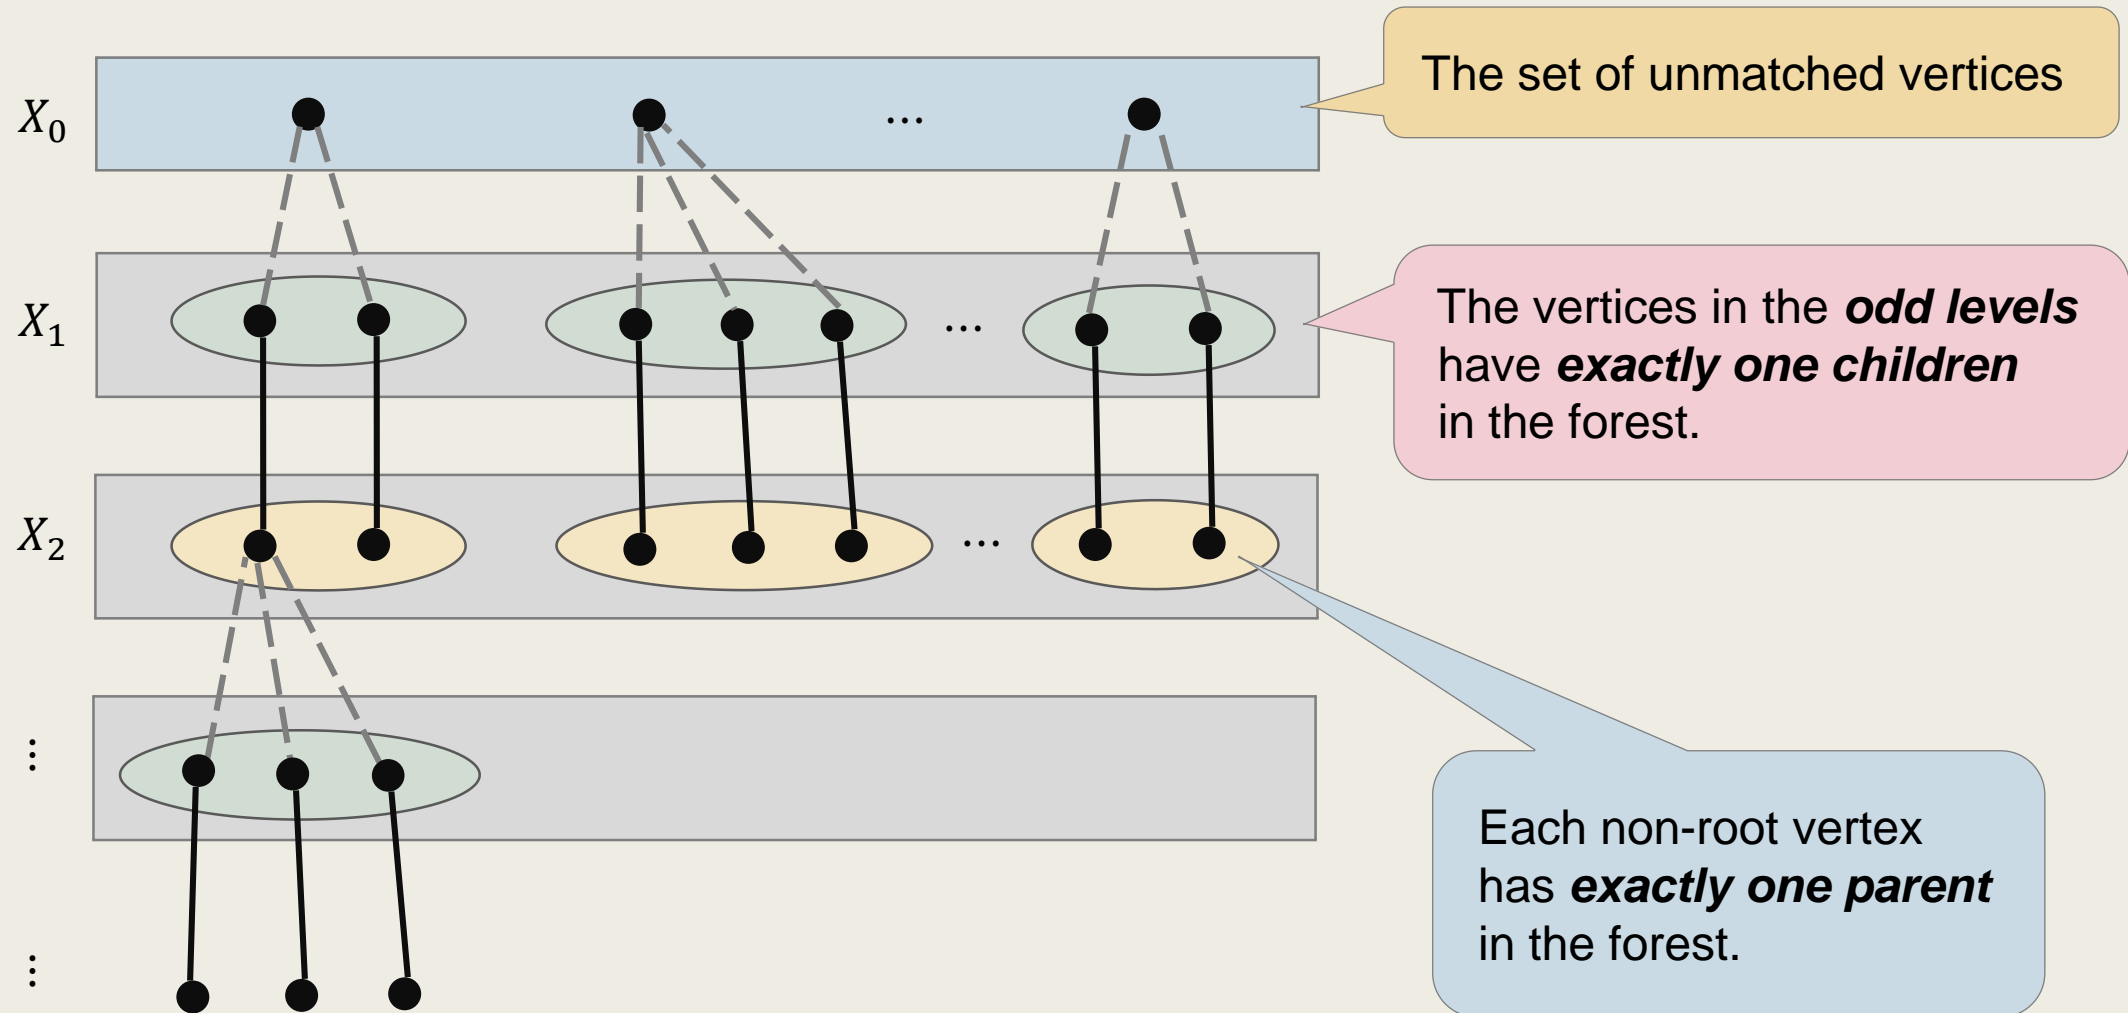 The set of unmatched vertices
X₀
...
The vertices in the odd levels
have exactly one children
in the forest.
X₁
...
X₂
...
⋮
Each non-root vertex
has exactly one parent
in the forest.
⋮